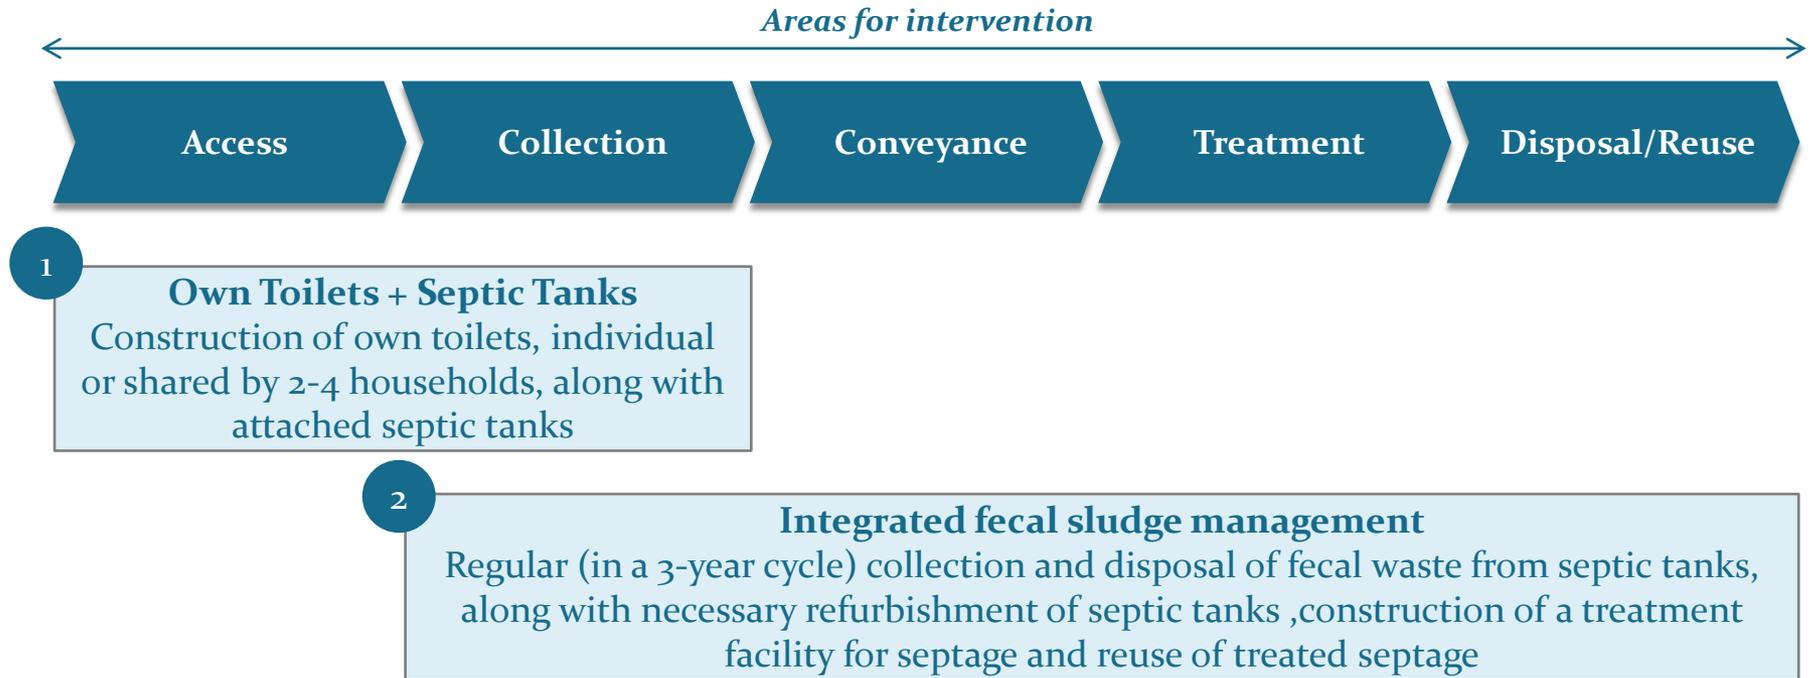 Areas for intervention
Access
Collection
Conveyance
Treatment
Disposal/Reuse
1
Own Toilets + Septic Tanks
Construction of own toilets, individual
or shared by 2-4 households, along with
attached septic tanks
2
Integrated fecal sludge management
Regular (in a 3-year cycle) collection and disposal of fecal waste from septic tanks,
along with necessary refurbishment of septic tanks ,construction of a treatment
facility for septage and reuse of treated septage